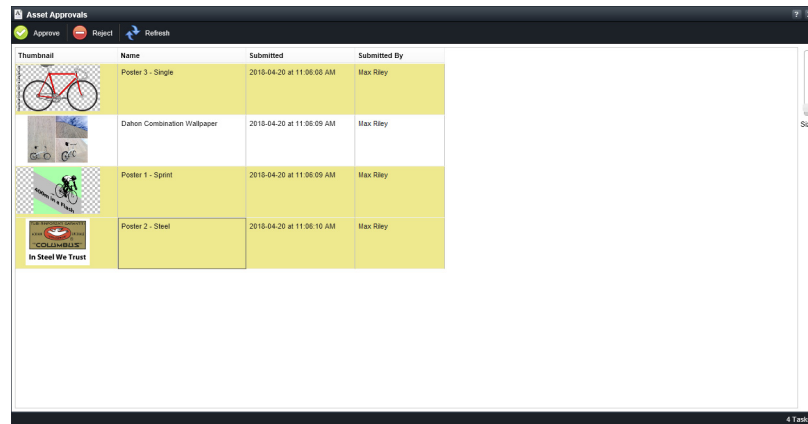 Asset Approvals
?
Approve Reject Refresh
Thumbnail Name Submitted Submitted By
Poster 3 - Single 2018-04-20 at 11:06:08 AM Max Riley
Dahon Combination Wallpaper 2018-04-20 at 11:06:09 AM Max Riley
Poster 1 - Sprint 2018-04-20 at 11:06:09 AM Max Riley
400m in a Flash
Poster 2 - Steel 2018-04-20 at 11:06:10 AM Max Riley
"COLUMBUS"
In Steel We Trust
4 Task